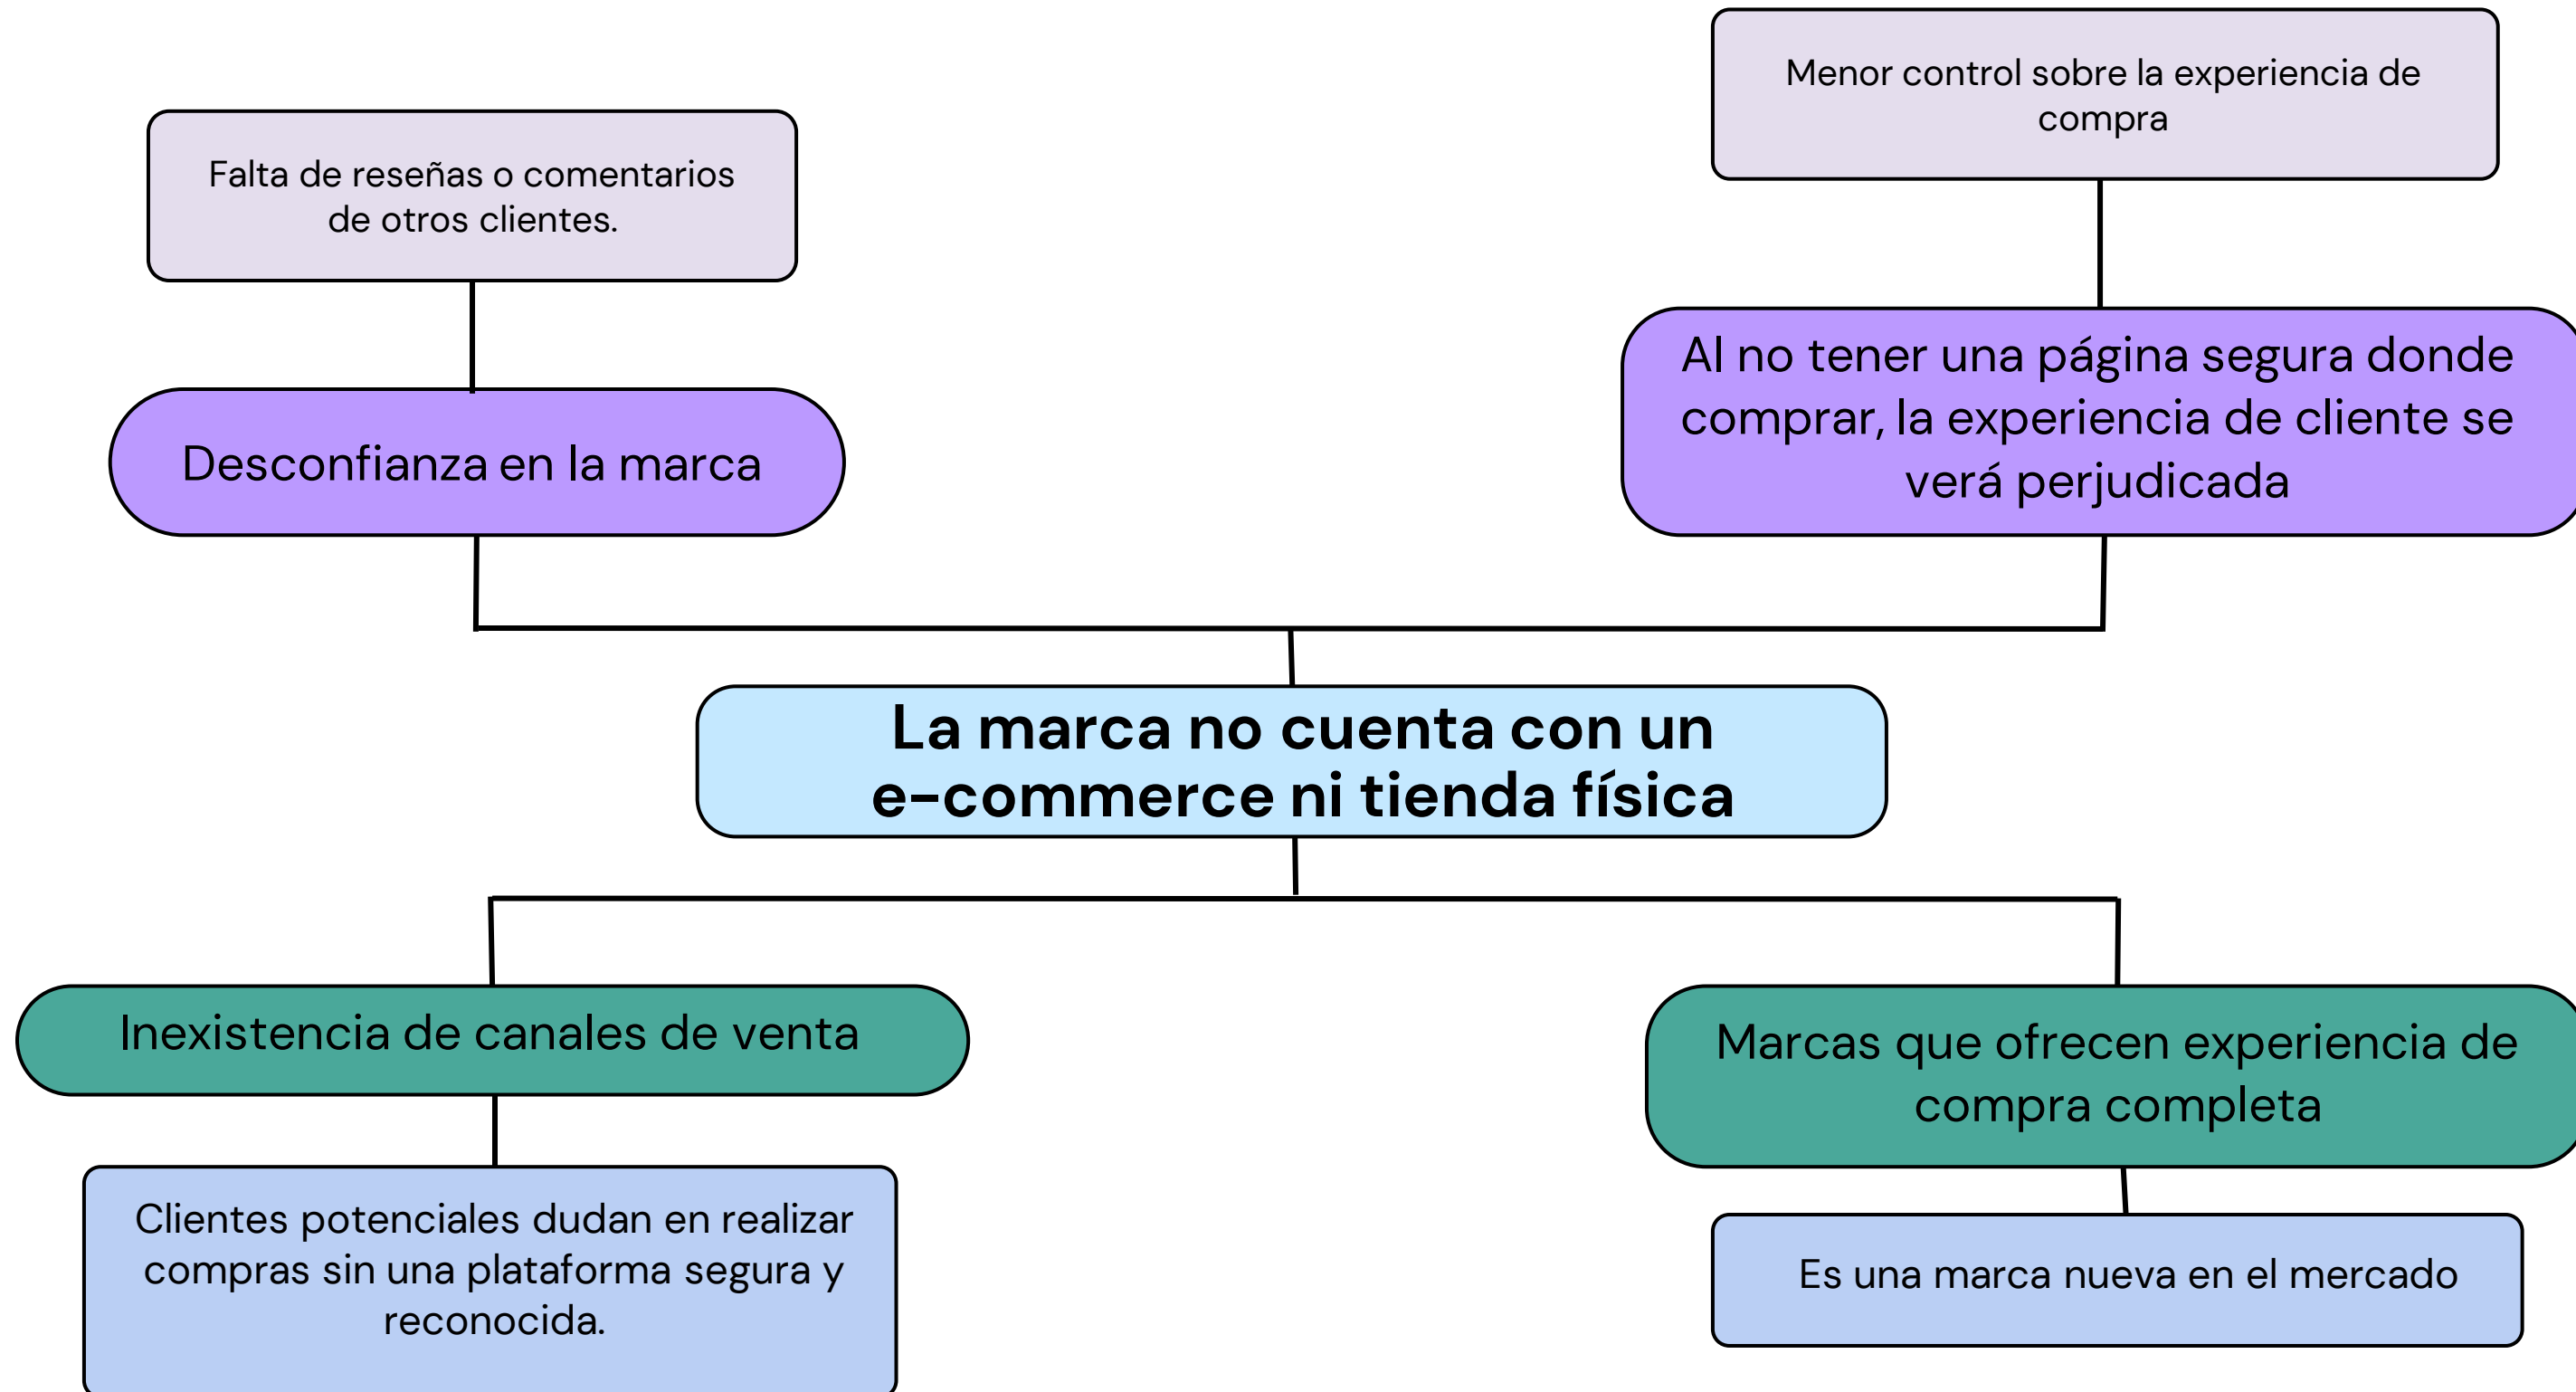 Menor control sobre la experiencia de
compra
Falta de reseñas o comentarios
de otros clientes.
Al no tener una página segura donde
comprar, la experiencia de cliente se
verá perjudicada
Desconfianza en la marca
La marca no cuenta con un
e-commerce ni tienda física
Inexistencia de canales de venta
Marcas que ofrecen experiencia de
compra completa
Clientes potenciales dudan en realizar
compras sin una plataforma segura y
reconocida.
Es una marca nueva en el mercado